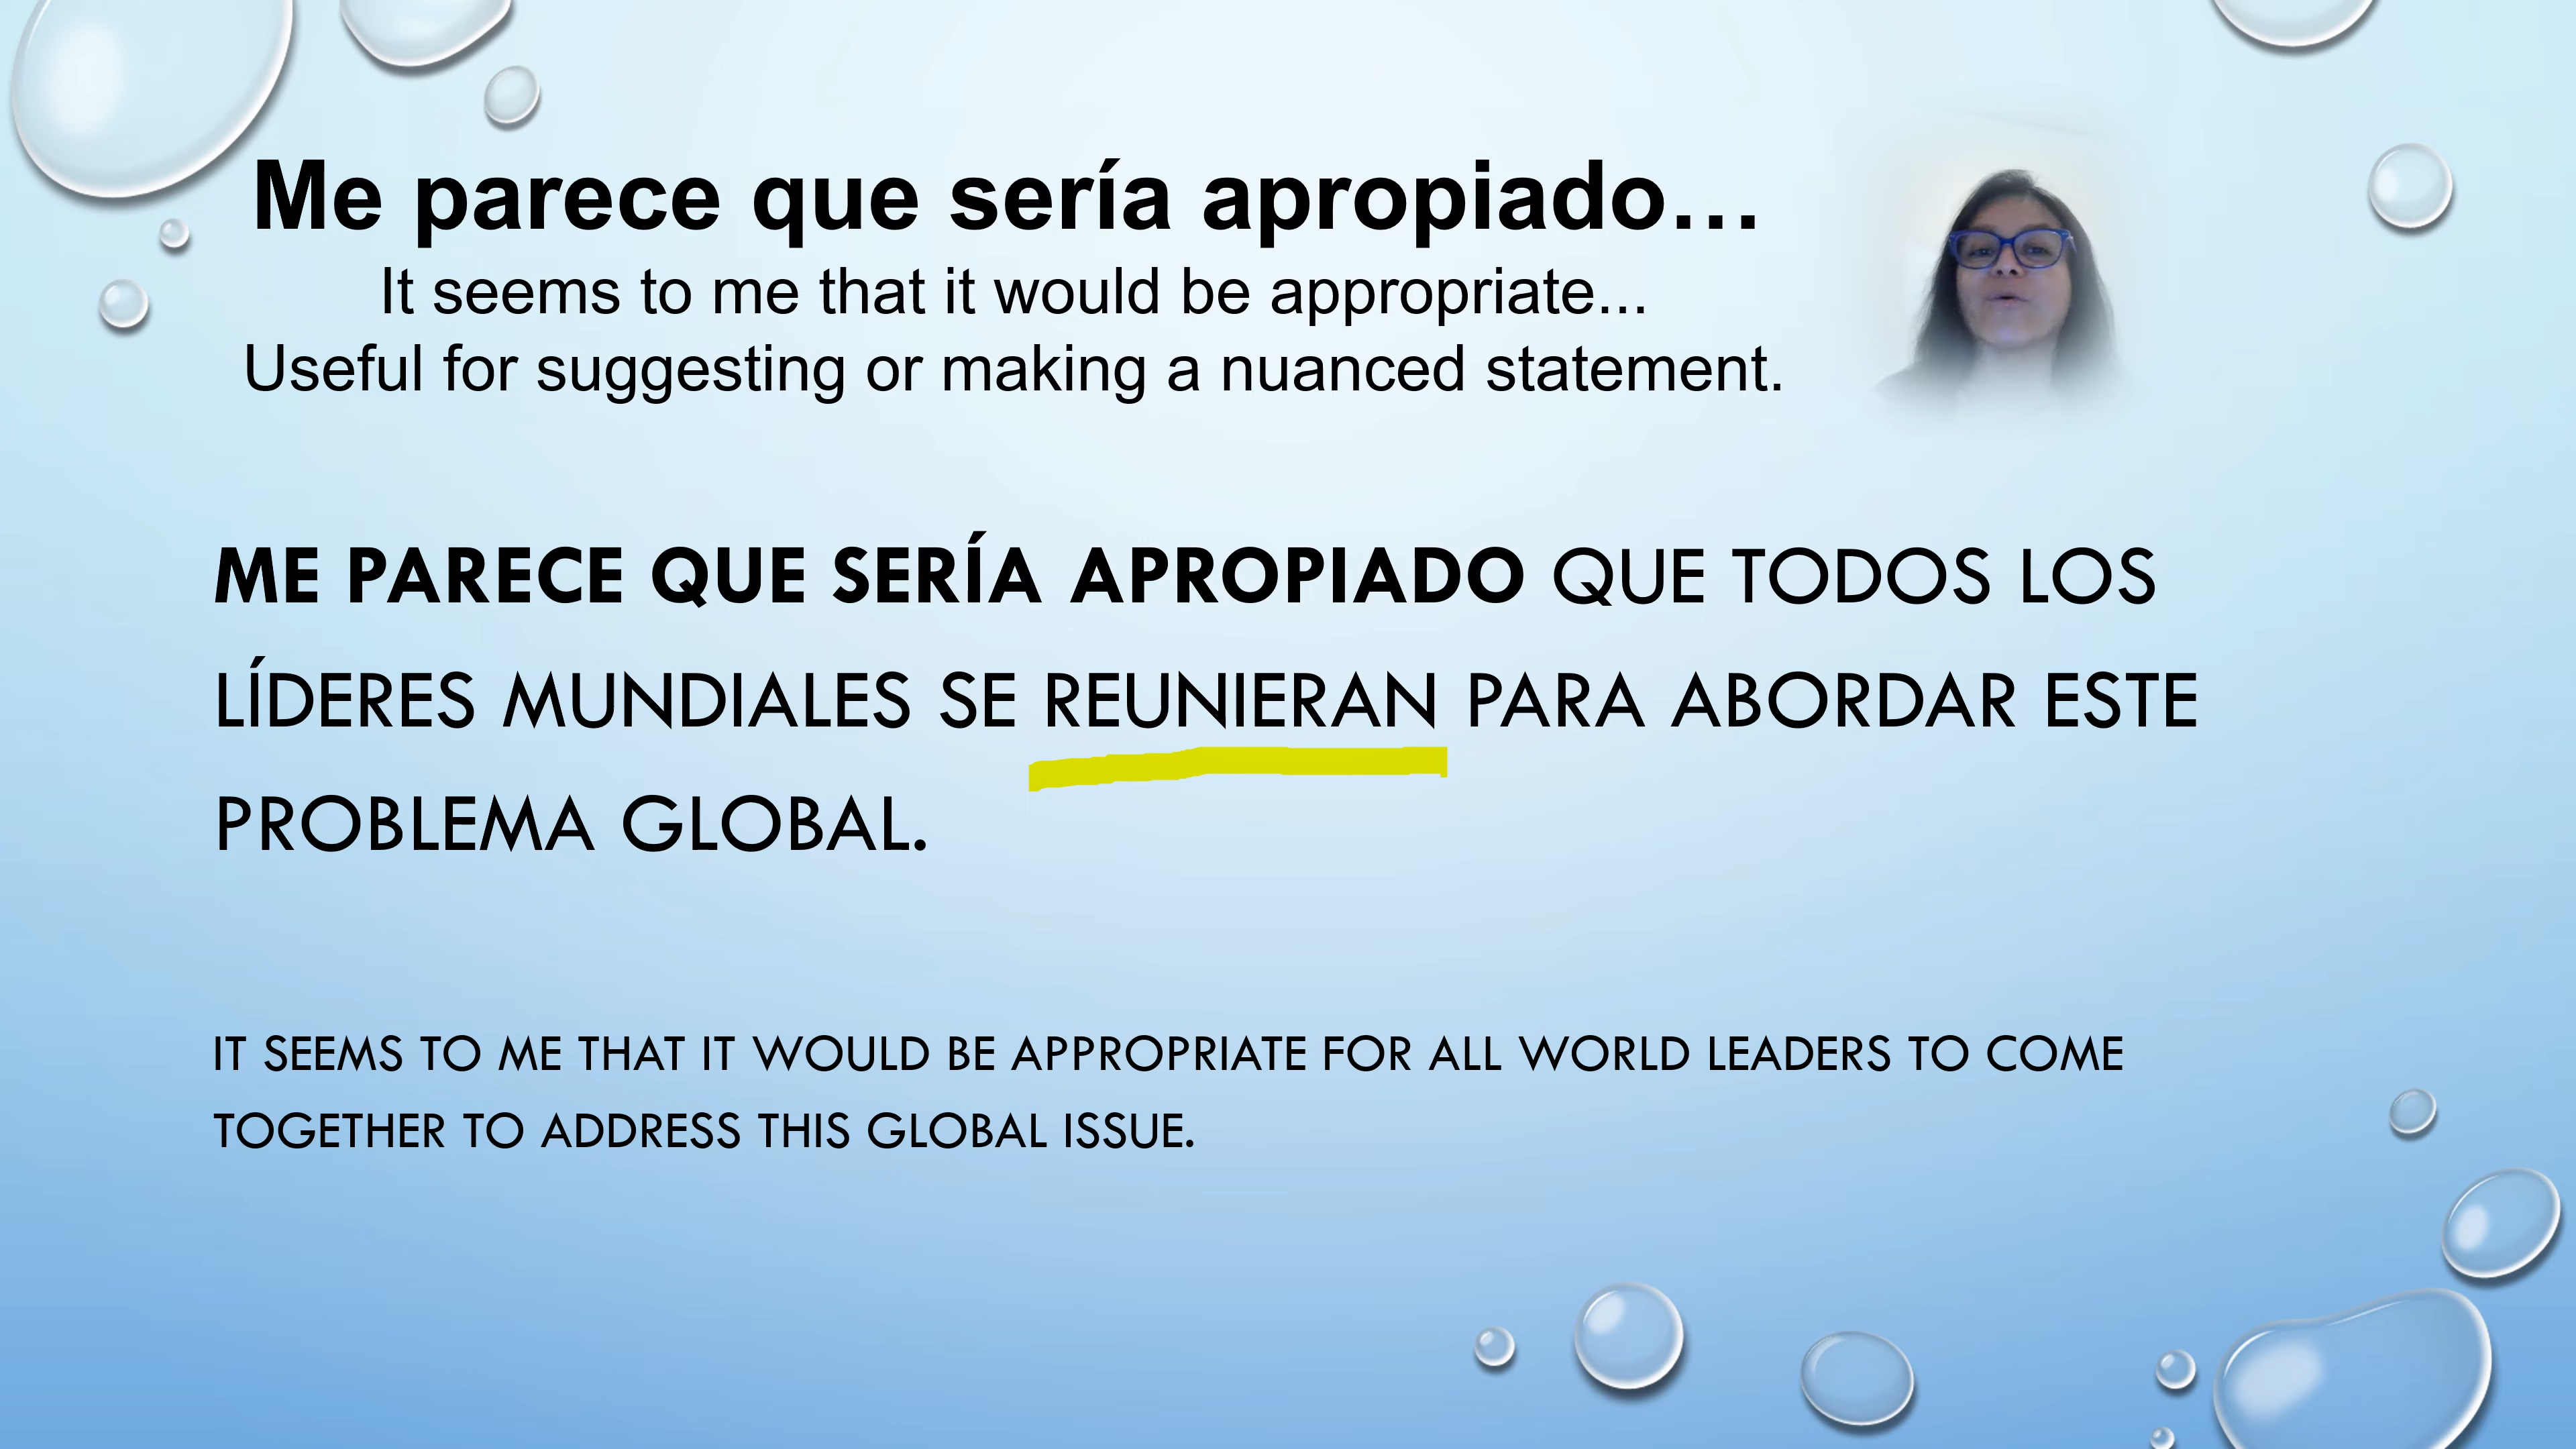 Me parece que sería apropiado…
It seems to me that it would be appropriate...
Useful for suggesting or making a nuanced statement.
ME PARECE QUE SERÍA APROPIADO QUE TODOS LOS
LÍDERES MUNDIALES SE REUNIERAN PARA ABORDAR ESTE
PROBLEMA GLOBAL.
IT SEEMS TO ME THAT IT WOULD BE APPROPRIATE FOR ALL WORLD LEADERS TO COME
TOGETHER TO ADDRESS THIS GLOBAL ISSUE.